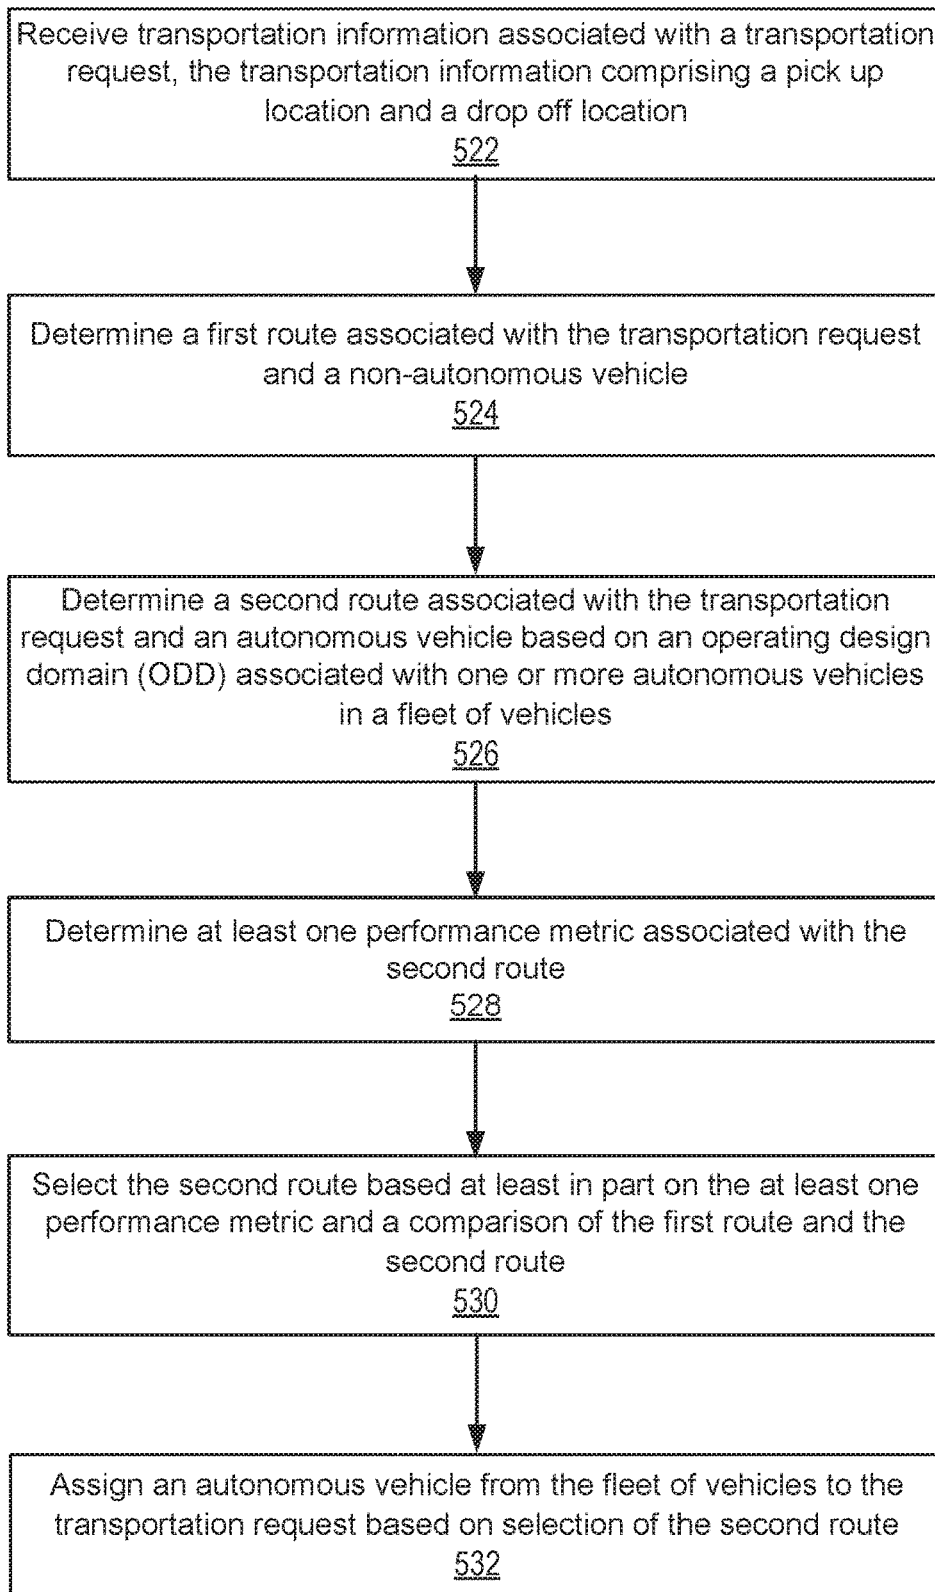 Receive transportation information associated with a transportation
request, the transportation information comprising a pick up
location and a drop off location
522
Determine a first route associated with the transportation request
and a non-autonomous vehicle
524
Determine a second route associated with the transportation
request and an autonomous vehicle based on an operating design
domain (ODD) associated with one or more autonomous vehicles
in a fleet of vehicles
526
Determine at least one performance metric associated with the
second route
528
Select the second route based at least in part on the at least one
performance metric and a comparison of the first route and the
second route
530
Assign an autonomous vehicle from the fleet of vehicles to the
transportation request based on selection of the second route
532